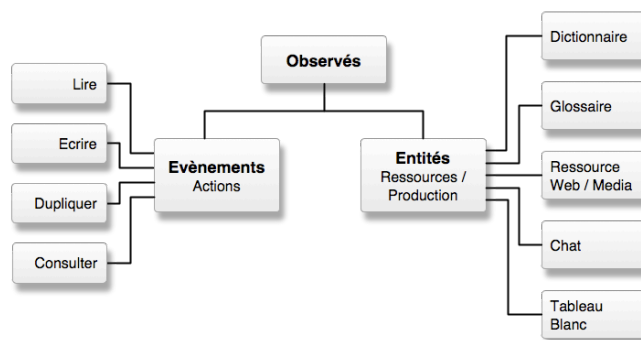 Observés
Lire
Ecrire
Dupliquer
Consulter
Evènements
Actions
Entités
Ressources /
Production
Dictionnaire
Glossaire
Ressource
Web / Media
Chat
Tableau
Blanc